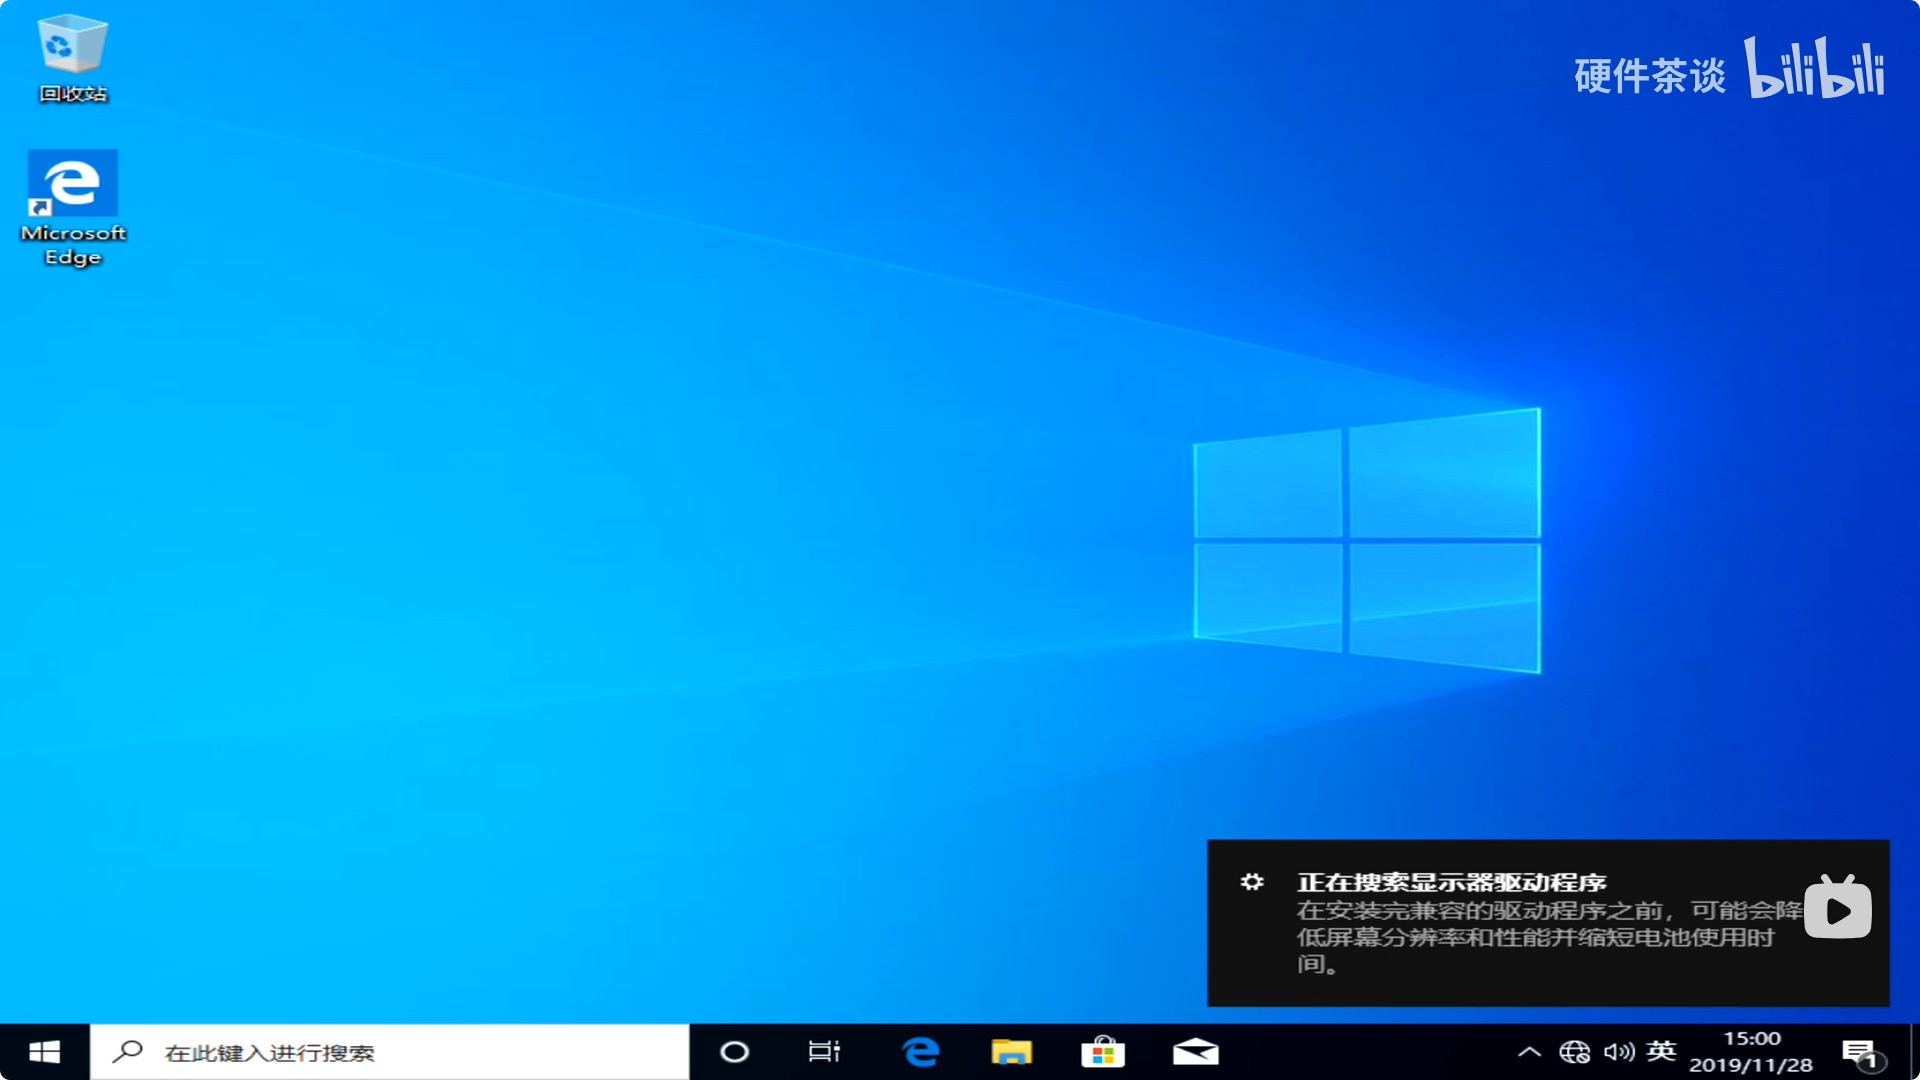 回收站
硬件茶谈 bilibili
Microsoft
Edge
正在搜索显示器驱动程序
在安装完兼容的驱动程序之前，可能会降
低屏幕分辨率和性能并缩短电池使用时
间。
在此键入进行搜索
英
15:00
2019/11/28
1